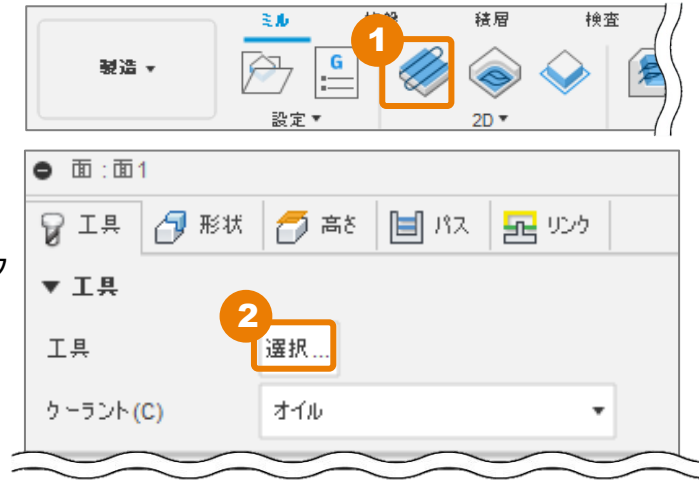 ミル 積層 検査
1
製造
G
設定 2D
面 : 面1
工具 形状 高さ パス リンク
工具
2
工具 選択...
ケーラント(C) オイル